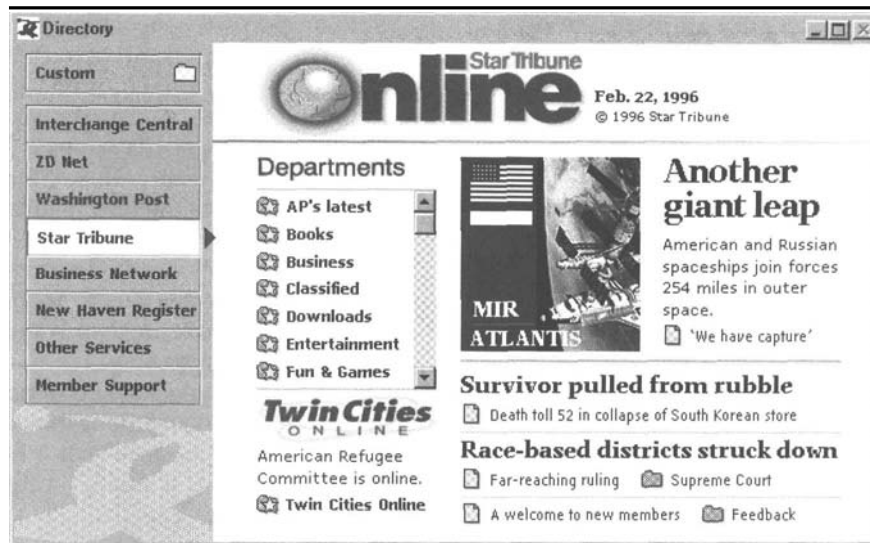 Directory
Custom
Interchange Central
ZD Net
Washington Post
Star Tribune
Business Network
New Haven Register
Other Services
Member Support
Star Tribune
Online
Feb. 22, 1996
© 1996 Star Tribune
Departments
AP's latest
Books
Business
Classified
Downloads
Entertainment
Fun & Games
Twin Cities
ONLINE
American Refugee
Committee is online.
Twin Cities Online
MIR
ATLANTIS
Another
giant leap
American and Russian
spaceships join forces
254 miles in outer
space.
'We have capture'
Survivor pulled from rubble
Death toll 52 in collapse of South Korean store
Race-based districts struck down
Far-reaching ruling Supreme Court
A welcome to new members Feedback